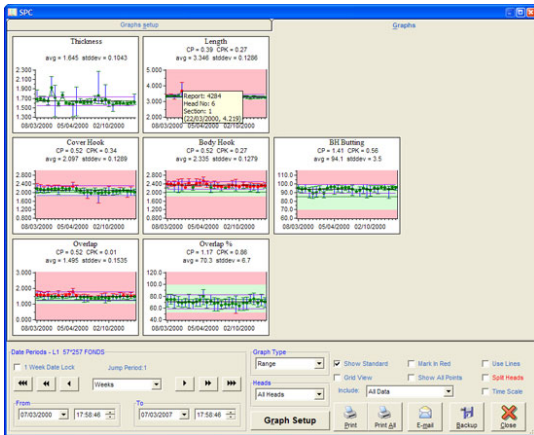 SPC
Graphs setup
Graphs
Thickness
avg = 1.645 stddev = 0.1043
2.300
2.100
1.900
1.700
1.500
1.300
08/03/2000 05/04/2000 02/10/2000
Length
CP = 0.39 CPK = 0.27
avg = 3.346 stddev = 0.1286
5.000
4.000
3.000
2.000
08/03/2000
02/10/2000
Report: 4284
Head No: 6
Section: 1
(22/03/2000, 4.219)
Cover Hook
CP = 0.52 CPK = 0.34
avg = 2.097 stddev = 0.1289
2.800
2.400
2.000
1.600
1.200
0.800
08/03/2000 05/04/2000 02/10/2000
Body Hook
CP = 0.52 CPK = 0.27
avg = 2.335 stddev = 0.1279
2.800
2.400
2.000
1.600
1.200
0.800
08/03/2000 05/04/2000 02/10/2000
BH Butting
CP = 1.41 CPK = 0.56
avg = 94.1 stddev = 3.5
110.0
100.0
90.0
80.0
70.0
60.0
08/03/2000 05/04/2000 02/10/2000
Overlap
CP = 0.52 CPK = 0.01
avg = 1.495 stddev = 0.1535
3.000
2.000
1.000
0.000
08/03/2000 05/04/2000 02/10/2000
Overlap %
CP = 1.17 CPK = 0.86
avg = 70.3 stddev = 6.7
120.0
100.0
80.0
60.0
40.0
08/03/2000 05/04/2000 02/10/2000
Date Periods - L1 57*257 FONDS
1 Week Date Lock
Jump Period:1
Weeks
From
07/03/2000
17:58:46
To
07/03/2007
17:58:46
Graph Type
Range
Heads
All Heads
Graph Setup
Show Standard
Mark In Red
Use Lines
Grid View
Show All Points
Split Heads
Include:
All Data
Time Scale
Print
Print All
E-mail
Backup
Close